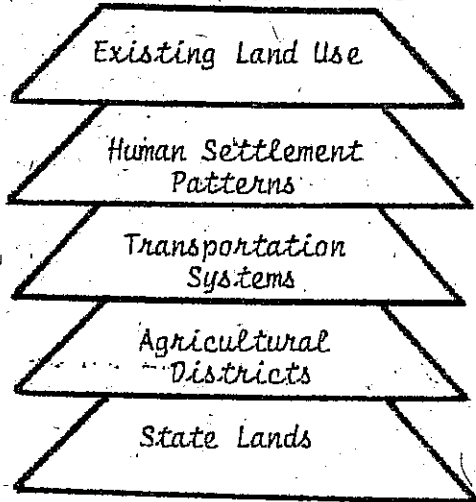 Existing Land Use
Human Settlement
Patterns
Transportation
Systems
Agricultural
Districts
State Lands